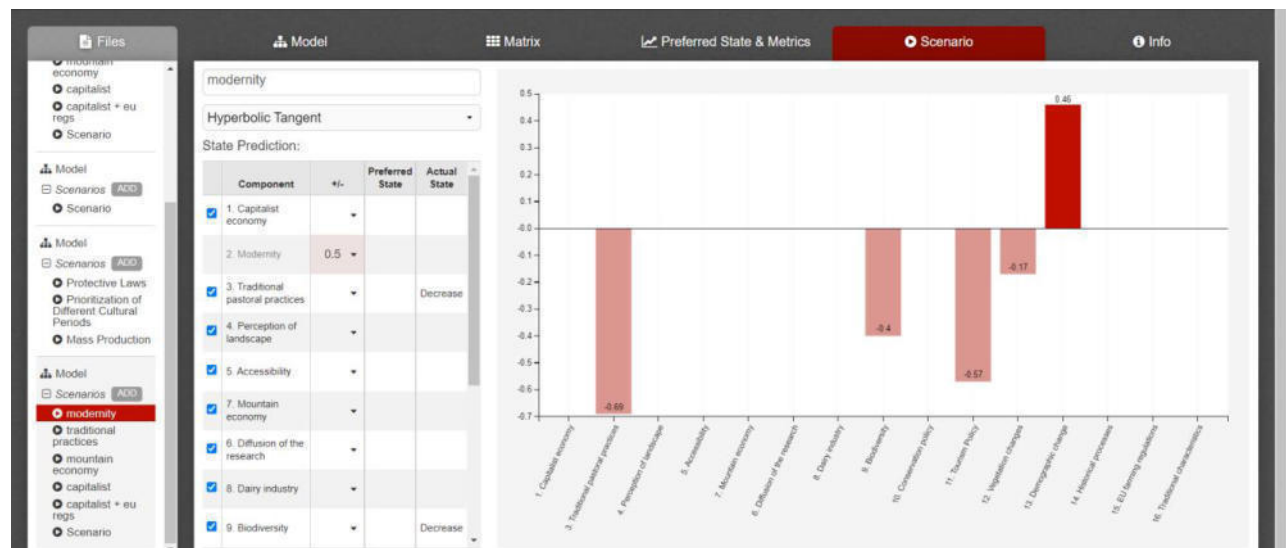 Files
Model
Matrix
Preferred State & Metrics
Scenario
Info
mountain
economy
capitalist
capitalist + eu
regs
Scenario
Model
Scenarios ADD
Scenario
Model
Scenarios ADD
Protective Laws
Prioritization of
Different Cultural
Periods
Mass Production
Model
Scenarios ADD
modernity
traditional
practices
mountain
economy
capitalist
capitalist + eu
regs
Scenario
modernity
Hyperbolic Tangent
State Prediction:
Component +/- Preferred State Actual State
1. Capitalist
economy
2. Modernity 0.5
3. Traditional
pastoral practices Decrease
4. Perception of
landscape
5. Accessibility
7. Mountain
economy
6. Diffusion of the
research
8. Dairy industry
9. Biodiversity Decrease
0.5
0.4
0.3
0.2
0.1
-0.0
-0.1
-0.2
-0.3
-0.4
-0.5
-0.6
-0.7
-0.69
-0.4
-0.57
-0.17
0.46
1. Capitalist economy
3. Traditional pastoral practices
4. Perception of landscape
5. Accessibility
7. Mountain economy
6. Diffusion of the research
8. Dairy industry
9. Biodiversity
10. Conservation policy
11. Tourism Policy
12. Vegetation changes
13. Demographic change
14. Historical processes
15. EU farming regulations
16. Traditional characteristics